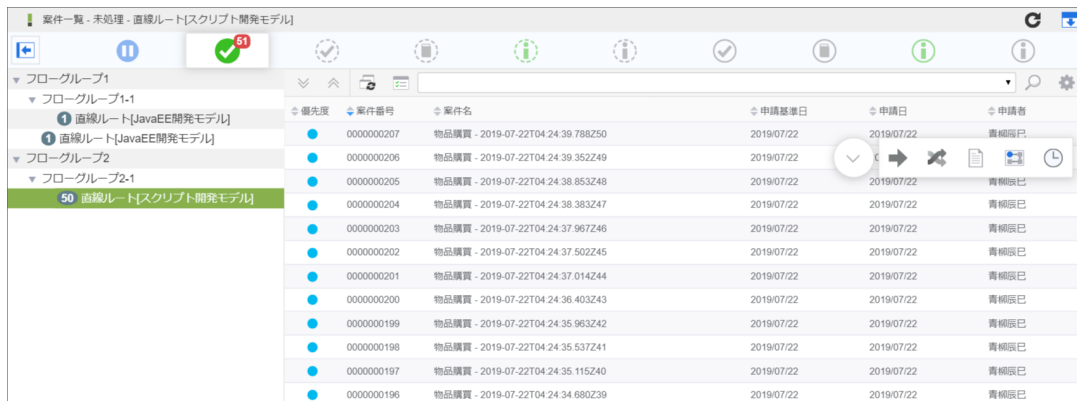 案件一覧 - 未処理 - 直線ルート[スクリプト開発モデル]
51
フローグループ1
フローグループ1-1
1 直線ルート[JavaEE開発モデル]
1 直線ルート[JavaEE開発モデル]
フローグループ2
フローグループ2-1
50 直線ルート[スクリプト開発モデル]
優先度 案件番号 案件名 申請基準日 申請日 申請者
0000000207 物品購買 - 2019-07-22T04:24:39.788Z50 2019/07/22 2019/07/22 青柳辰巳
0000000206 物品購買 - 2019-07-22T04:24:39.352Z49 2019/07/22
0000000205 物品購買 - 2019-07-22T04:24:38.853Z48 2019/07/22 2019/07/22 青柳辰巳
0000000204 物品購買 - 2019-07-22T04:24:38.383Z47 2019/07/22 2019/07/22 青柳辰巳
0000000203 物品購買 - 2019-07-22T04:24:37.967Z46 2019/07/22 2019/07/22 青柳辰巳
0000000202 物品購買 - 2019-07-22T04:24:37.502Z45 2019/07/22 2019/07/22 青柳辰巳
0000000201 物品購買 - 2019-07-22T04:24:37.014Z44 2019/07/22 2019/07/22 青柳辰巳
0000000200 物品購買 - 2019-07-22T04:24:36.403Z43 2019/07/22 2019/07/22 青柳辰巳
0000000199 物品購買 - 2019-07-22T04:24:35.963Z42 2019/07/22 2019/07/22 青柳辰巳
0000000198 物品購買 - 2019-07-22T04:24:35.537Z41 2019/07/22 2019/07/22 青柳辰巳
0000000197 物品購買 - 2019-07-22T04:24:35.115Z40 2019/07/22 2019/07/22 青柳辰巳
0000000196 物品購買 - 2019-07-22T04:24:34.680Z39 2019/07/22 2019/07/22 青柳辰巳